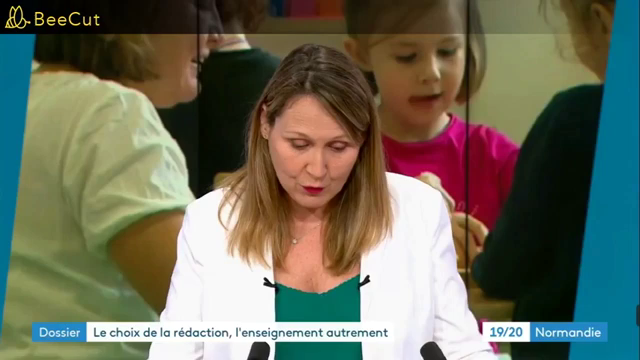 BeeCut
Dossier Le choix de la rédaction, l'enseignement autrement 19/20 Normandie